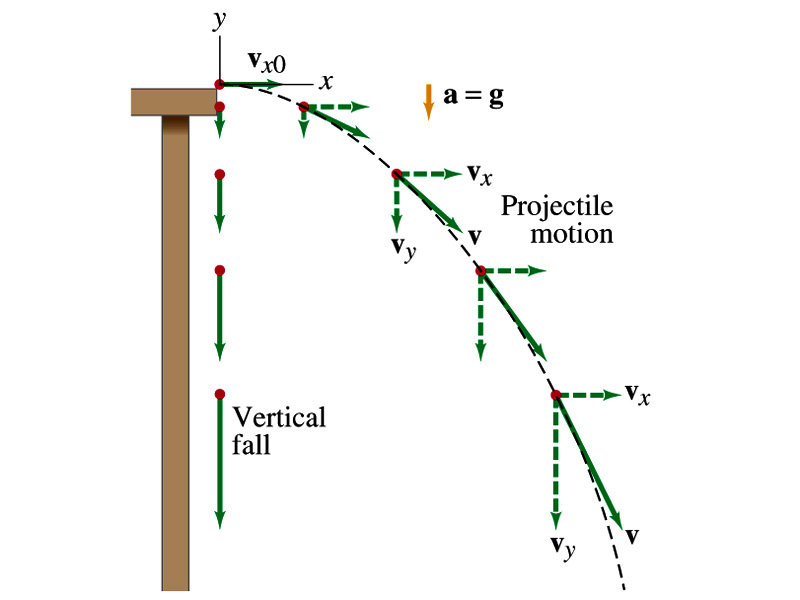 y
v_x0
x
a = g
v_x
Projectile
motion
v
v_y
v_x
Vertical
fall
v
v_y